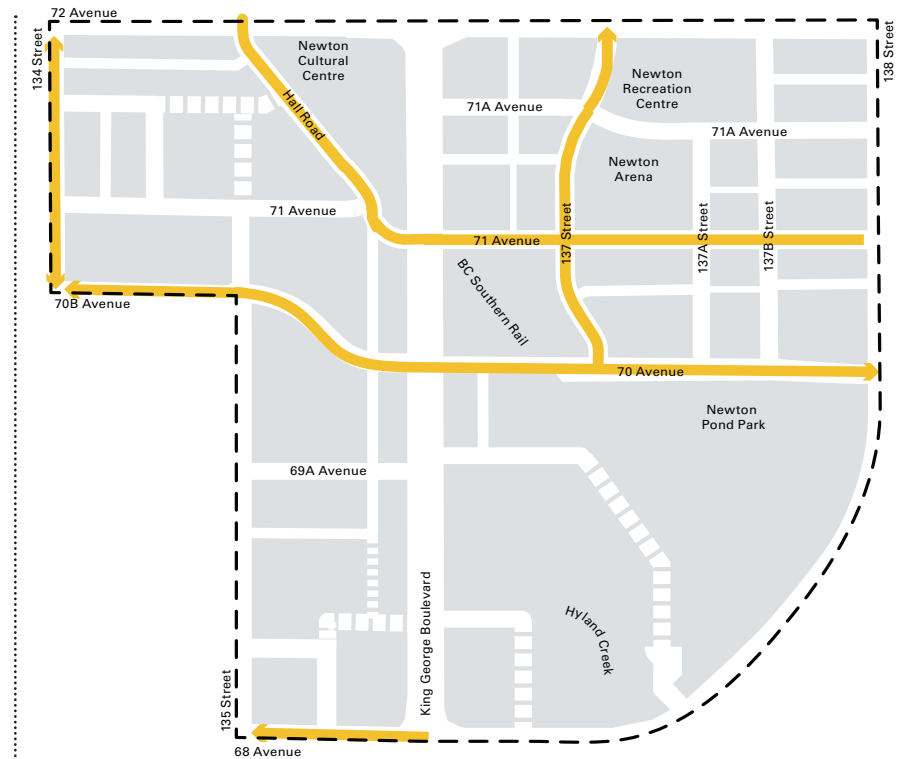 72 Avenue
134 Street
138 Street
Newton
Cultural
Centre
Newton
Recreation
Centre
Hall Road
71A Avenue
71A Avenue
Newton
Arena
71 Avenue
137 Street
137A Street
137B Street
71 Avenue
BC Southern Rail
70B Avenue
70 Avenue
Newton
Pond Park
69A Avenue
King George Boulevard
Hyland Creek
135 Street
68 Avenue